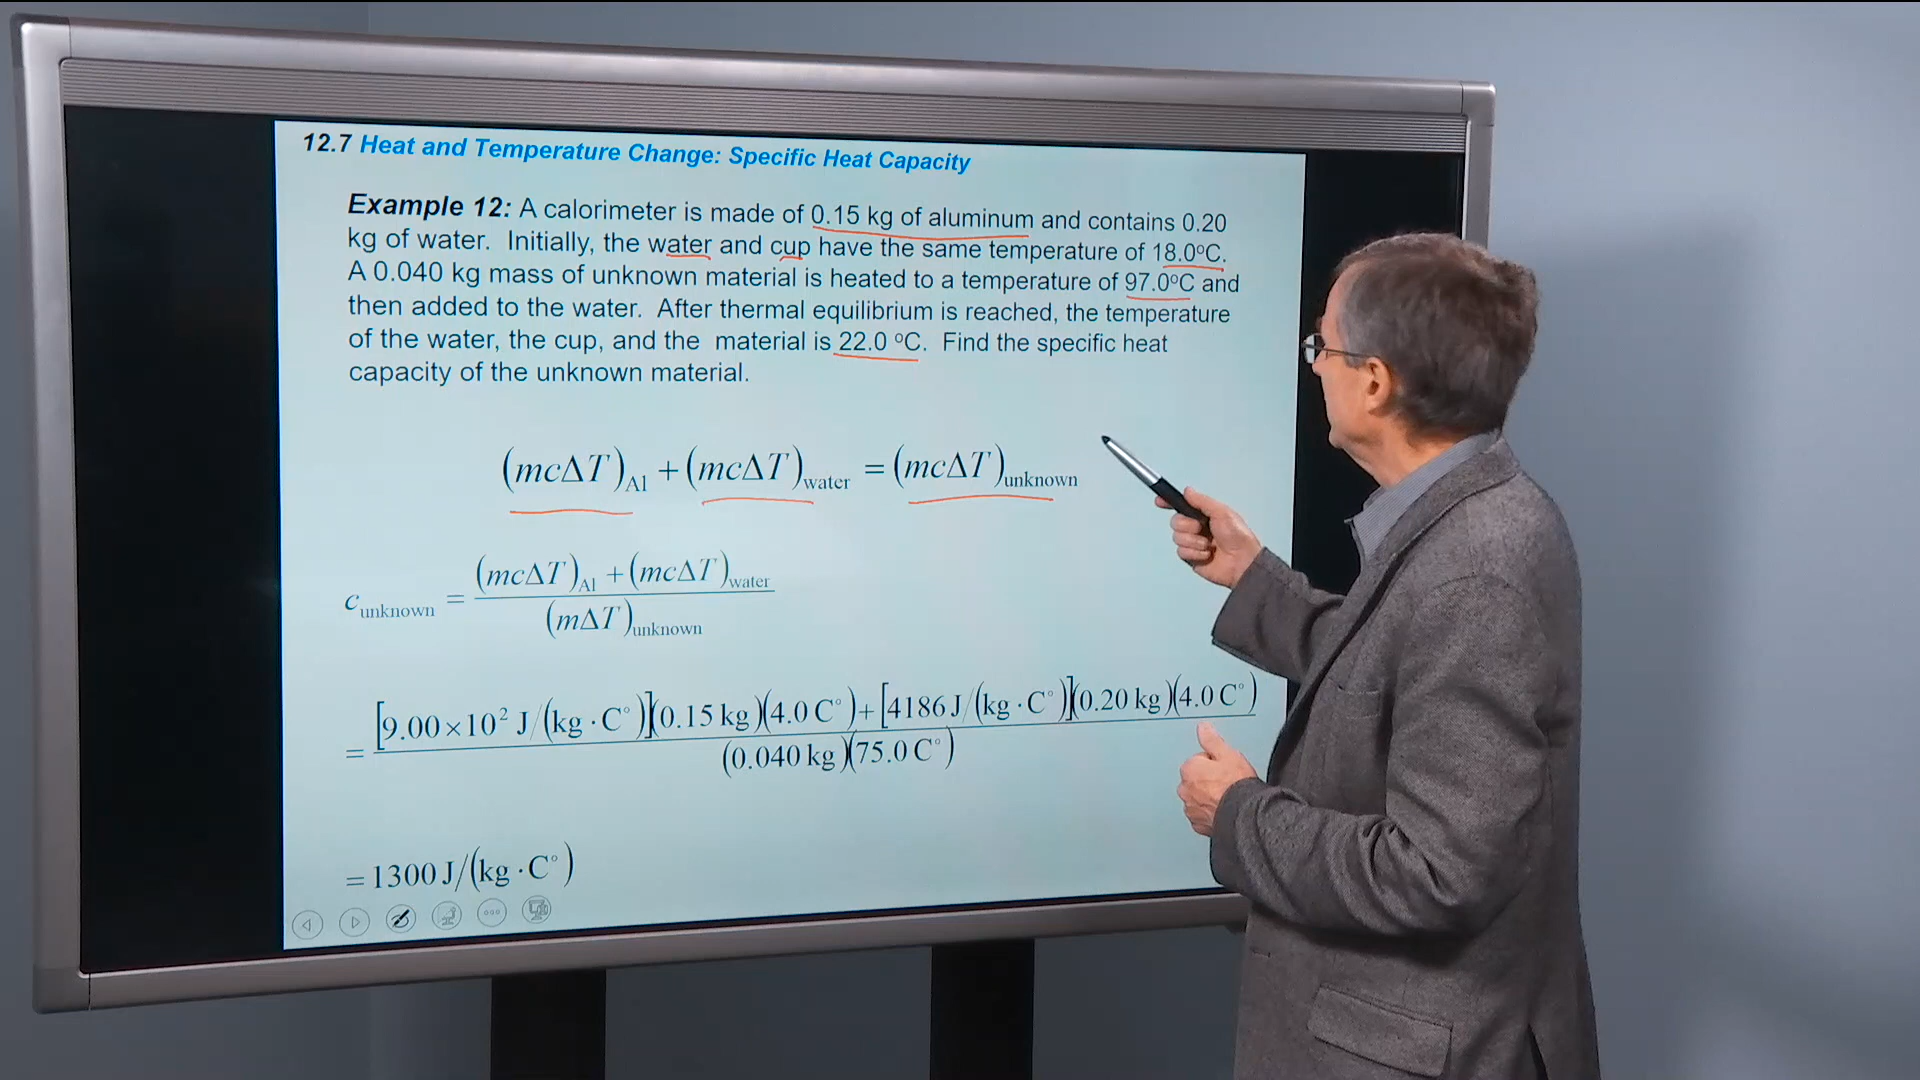 12.7 Heat and Temperature Change: Specific Heat Capacity
Example 12: A calorimeter is made of 0.15 kg of aluminum and contains 0.20
kg of water. Initially, the water and cup have the same temperature of 18.0°C.
A 0.040 kg mass of unknown material is heated to a temperature of 97.0°C and
then added to the water. After thermal equilibrium is reached, the temperature
of the water, the cup, and the material is 22.0 °C. Find the specific heat
capacity of the unknown material.
(mcΔT)Al + (mcΔT)water = (mcΔT)unknown
c unknown = (mcΔT)Al + (mcΔT)water / (mΔT)unknown
= [9.00×10² J/(kg·C°)](0.15 kg)(4.0 C°) + [4186 J/(kg·C°)](0.20 kg)(4.0 C°) / (0.040 kg)(75.0 C°)
= 1300 J/(kg·C°)